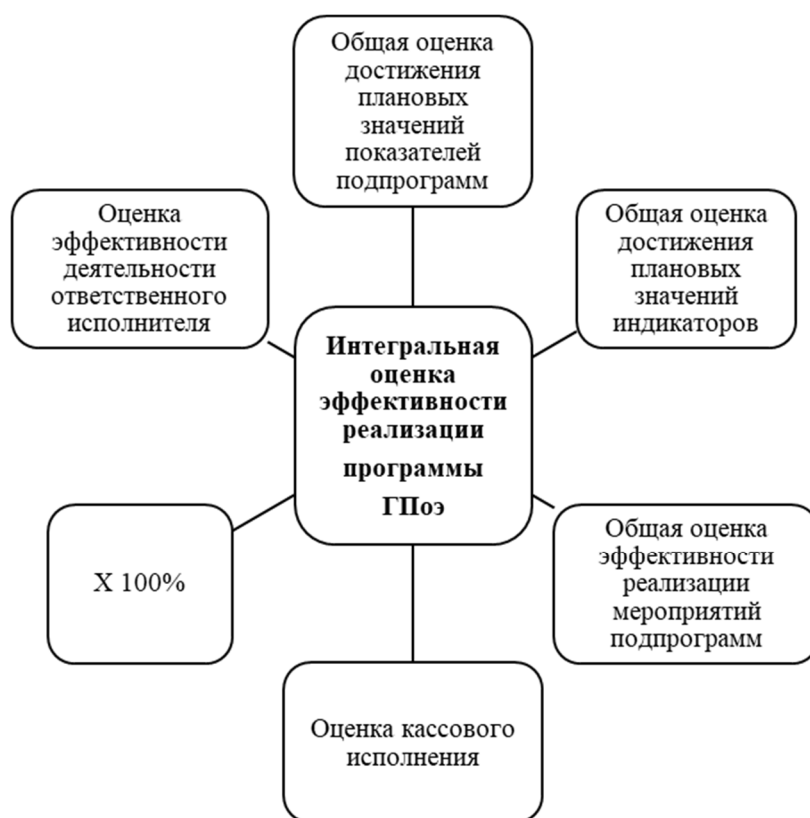 Общая оценка
достижения
плановых
значений
показателей
подпрограмм
Оценка
эффективности
деятельности
ответственного
исполнителя
Общая оценка
достижения
плановых
значений
индикаторов
Интегральная
оценка
эффективности
реализации
программы
ГПоэ
Х 100%
Общая оценка
эффективности
реализации
мероприятий
подпрограмм
Оценка кассового
исполнения